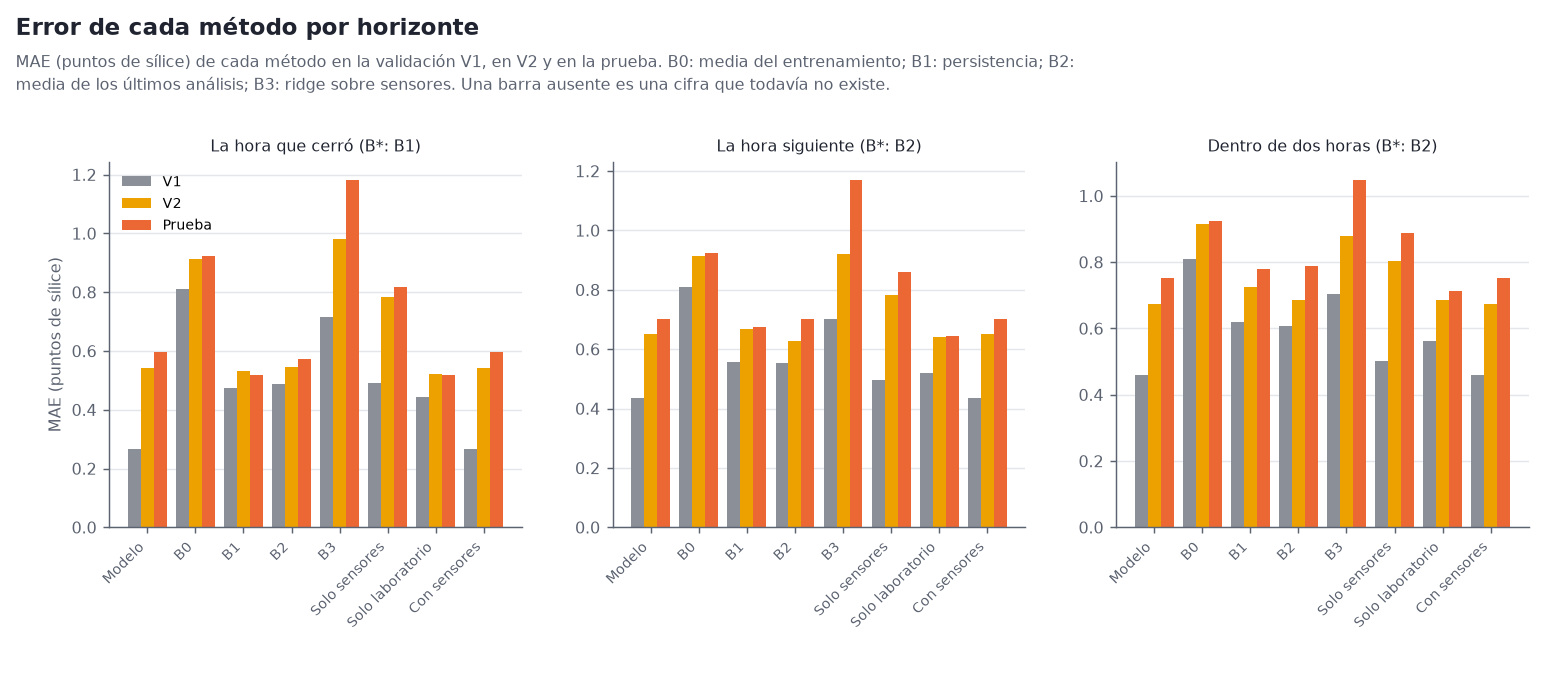 Error de cada método por horizonte
MAE (puntos de sílice) de cada método en la validación V1, en V2 y en la prueba. B0: media del entrenamiento; B1: persistencia; B2:
media de los últimos análisis; B3: ridge sobre sensores. Una barra ausente es una cifra que todavía no existe.
La hora que cerró (B*: B1)
MAE (puntos de sílice)
1.2
1.0
0.8
0.6
0.4
0.2
0.0
V1
V2
Prueba
Modelo
B0
B1
B2
B3
Solo sensores
Solo laboratorio
Con sensores
La hora siguiente (B*: B2)
1.2
1.0
0.8
0.6
0.4
0.2
0.0
Modelo
B0
B1
B2
B3
Solo sensores
Solo laboratorio
Con sensores
Dentro de dos horas (B*: B2)
1.0
0.8
0.6
0.4
0.2
0.0
Modelo
B0
B1
B2
B3
Solo sensores
Solo laboratorio
Con sensores